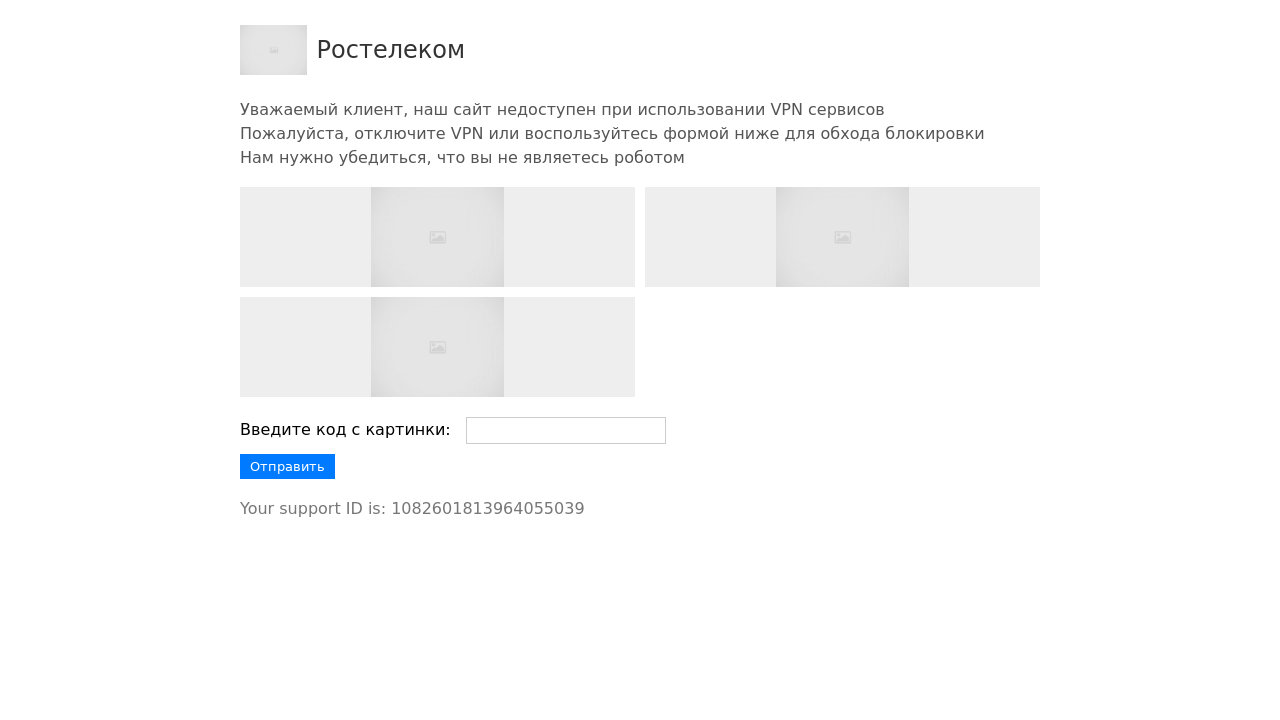 Ростелеком
Уважаемый клиент, наш сайт недоступен при использовании VPN сервисов
Пожалуйста, отключите VPN или воспользуйтесь формой ниже для обхода блокировки
Нам нужно убедиться, что вы не являетесь роботом
Введите код с картинки:
Отправить
Your support ID is: 1082601813964055039